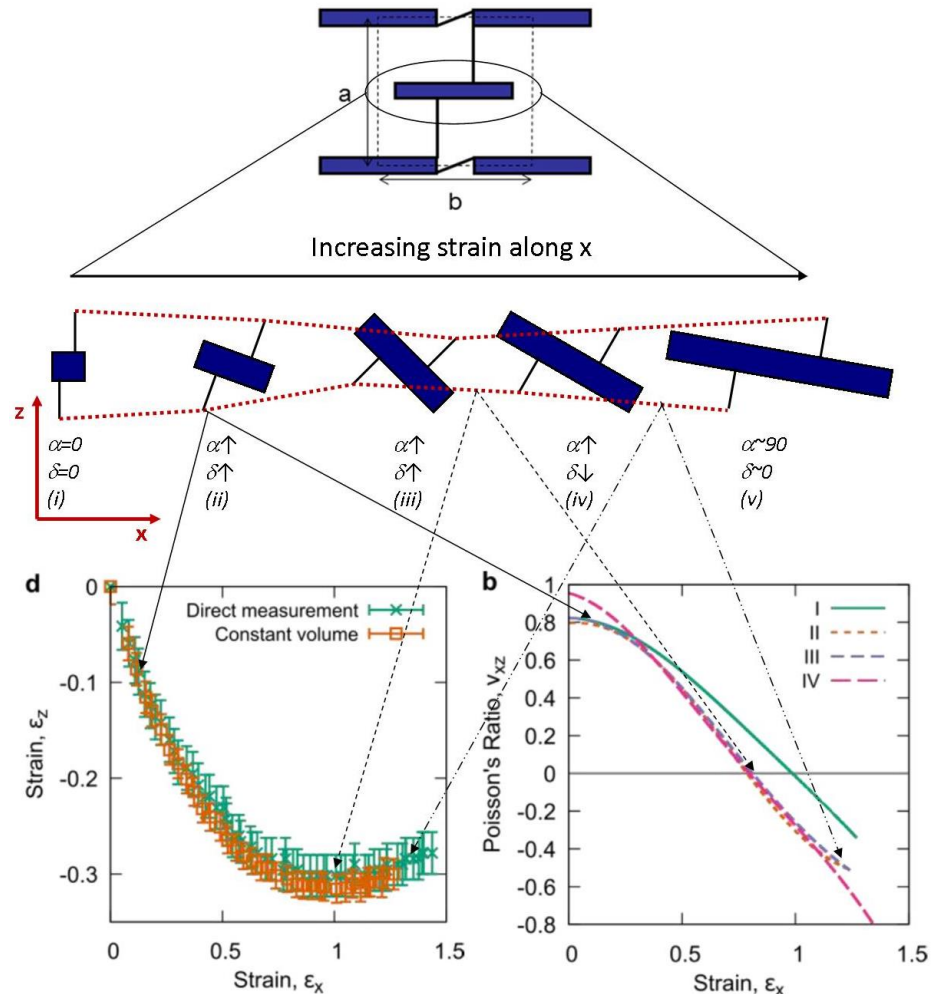 a
b
Increasing strain along x
z
x
α=0
δ=0
(i)
α↑
δ↑
(ii)
α↑
δ↑
(iii)
α↑
δ↓
(iv)
α~90
δ~0
(v)
d
Direct measurement
Constant volume
0
-0.1
-0.2
-0.3
Strain, εz
0 0.5 1 1.5
Strain, εx
b
I
II
III
IV
1
0.8
0.6
0.4
0.2
0
-0.2
-0.4
-0.6
-0.8
Poisson's Ratio, νxz
0 0.5 1 1.5
Strain, εx